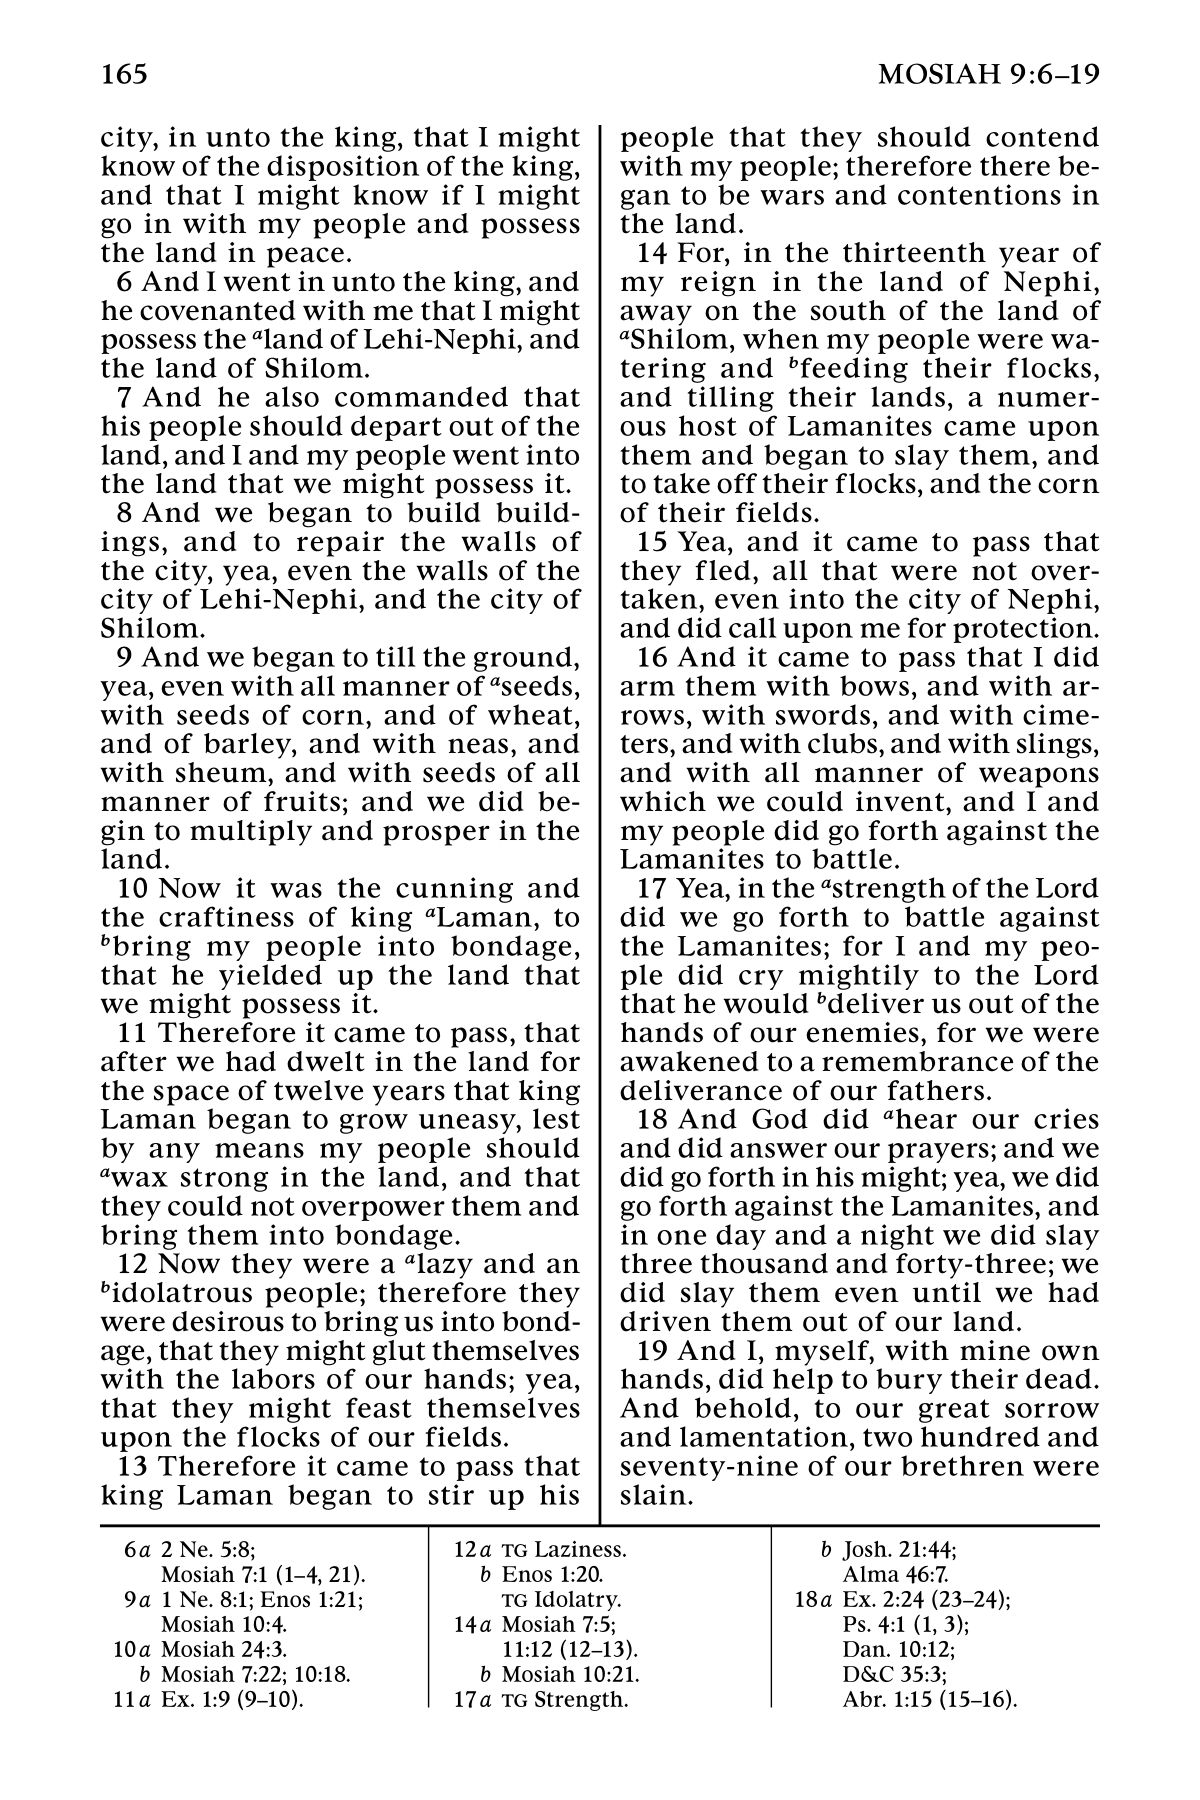 165
MOSIAH 9:6–19
city, in unto the king, that I might
know of the disposition of the king,
and that I might know if I might
go in with my people and possess
the land in peace.
6 And I went in unto the king, and
he covenanted with me that I might
possess the aland of Lehi-Nephi, and
the land of Shilom.
7 And he also commanded that
his people should depart out of the
land, and I and my people went into
the land that we might possess it.
8 And we began to build build-
ings, and to repair the walls of
the city, yea, even the walls of the
city of Lehi-Nephi, and the city of
Shilom.
9 And we began to till the ground,
yea, even with all manner of aseeds,
with seeds of corn, and of wheat,
and of barley, and with neas, and
with sheum, and with seeds of all
manner of fruits; and we did be-
gin to multiply and prosper in the
land.
10 Now it was the cunning and
the craftiness of king aLaman, to
bbring my people into bondage,
that he yielded up the land that
we might possess it.
11 Therefore it came to pass, that
after we had dwelt in the land for
the space of twelve years that king
Laman began to grow uneasy, lest
by any means my people should
awax strong in the land, and that
they could not overpower them and
bring them into bondage.
12 Now they were a alazy and an
bidolatrous people; therefore they
were desirous to bring us into bond-
age, that they might glut themselves
with the labors of our hands; yea,
that they might feast themselves
upon the flocks of our fields.
13 Therefore it came to pass that
king Laman began to stir up his
people that they should contend
with my people; therefore there be-
gan to be wars and contentions in
the land.
14 For, in the thirteenth year of
my reign in the land of Nephi,
away on the south of the land of
aShilom, when my people were wa-
tering and bfeeding their flocks,
and tilling their lands, a numer-
ous host of Lamanites came upon
them and began to slay them, and
to take off their flocks, and the corn
of their fields.
15 Yea, and it came to pass that
they fled, all that were not over-
taken, even into the city of Nephi,
and did call upon me for protection.
16 And it came to pass that I did
arm them with bows, and with ar-
rows, with swords, and with cime-
ters, and with clubs, and with slings,
and with all manner of weapons
which we could invent, and I and
my people did go forth against the
Lamanites to battle.
17 Yea, in the astrength of the Lord
did we go forth to battle against
the Lamanites; for I and my peo-
ple did cry mightily to the Lord
that he would bdeliver us out of the
hands of our enemies, for we were
awakened to a remembrance of the
deliverance of our fathers.
18 And God did ahear our cries
and did answer our prayers; and we
did go forth in his might; yea, we did
go forth against the Lamanites, and
in one day and a night we did slay
three thousand and forty-three; we
did slay them even until we had
driven them out of our land.
19 And I, myself, with mine own
hands, did help to bury their dead.
And behold, to our great sorrow
and lamentation, two hundred and
seventy-nine of our brethren were
slain.
6a 2 Ne. 5:8;
Mosiah 7:1 (1–4, 21).
9a 1 Ne. 8:1; Enos 1:21;
Mosiah 10:4.
10a Mosiah 24:3.
b Mosiah 7:22; 10:18.
11a Ex. 1:9 (9–10).
12a TG Laziness.
b Enos 1:20.
TG Idolatry.
14a Mosiah 7:5;
11:12 (12–13).
b Mosiah 10:21.
17a TG Strength.
b Josh. 21:44;
Alma 46:7.
18a Ex. 2:24 (23–24);
Ps. 4:1 (1, 3);
Dan. 10:12;
D&C 35:3;
Abr. 1:15 (15–16).